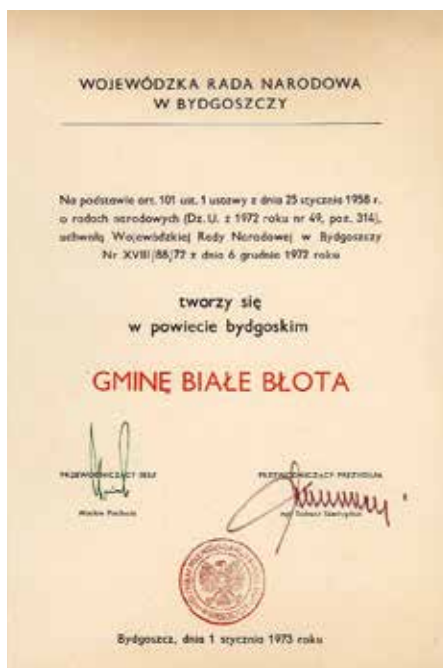 WOJEWÓDZKA RADA NARODOWA
W BYDGOSZCZY
Na podstawie art. 101 ust. 1 ustawy z dnia 25 stycznia 1958 r.
o radach narodowych (Dz. U. z 1972 roku nr 49, poz. 314),
uchwałą Wojewódzkiej Rady Narodowej w Bydgoszczy
Nr XVIII/88/72 z dnia 6 grudnia 1972 roku
tworzy się
w powiecie bydgoskim
GMINĘ BIAŁE BŁOTA
PRZEWODNICZĄCY SESJI
PRZEWODNICZĄCY PREZYDIUM
Bydgoszcz, dnia 1 stycznia 1973 roku